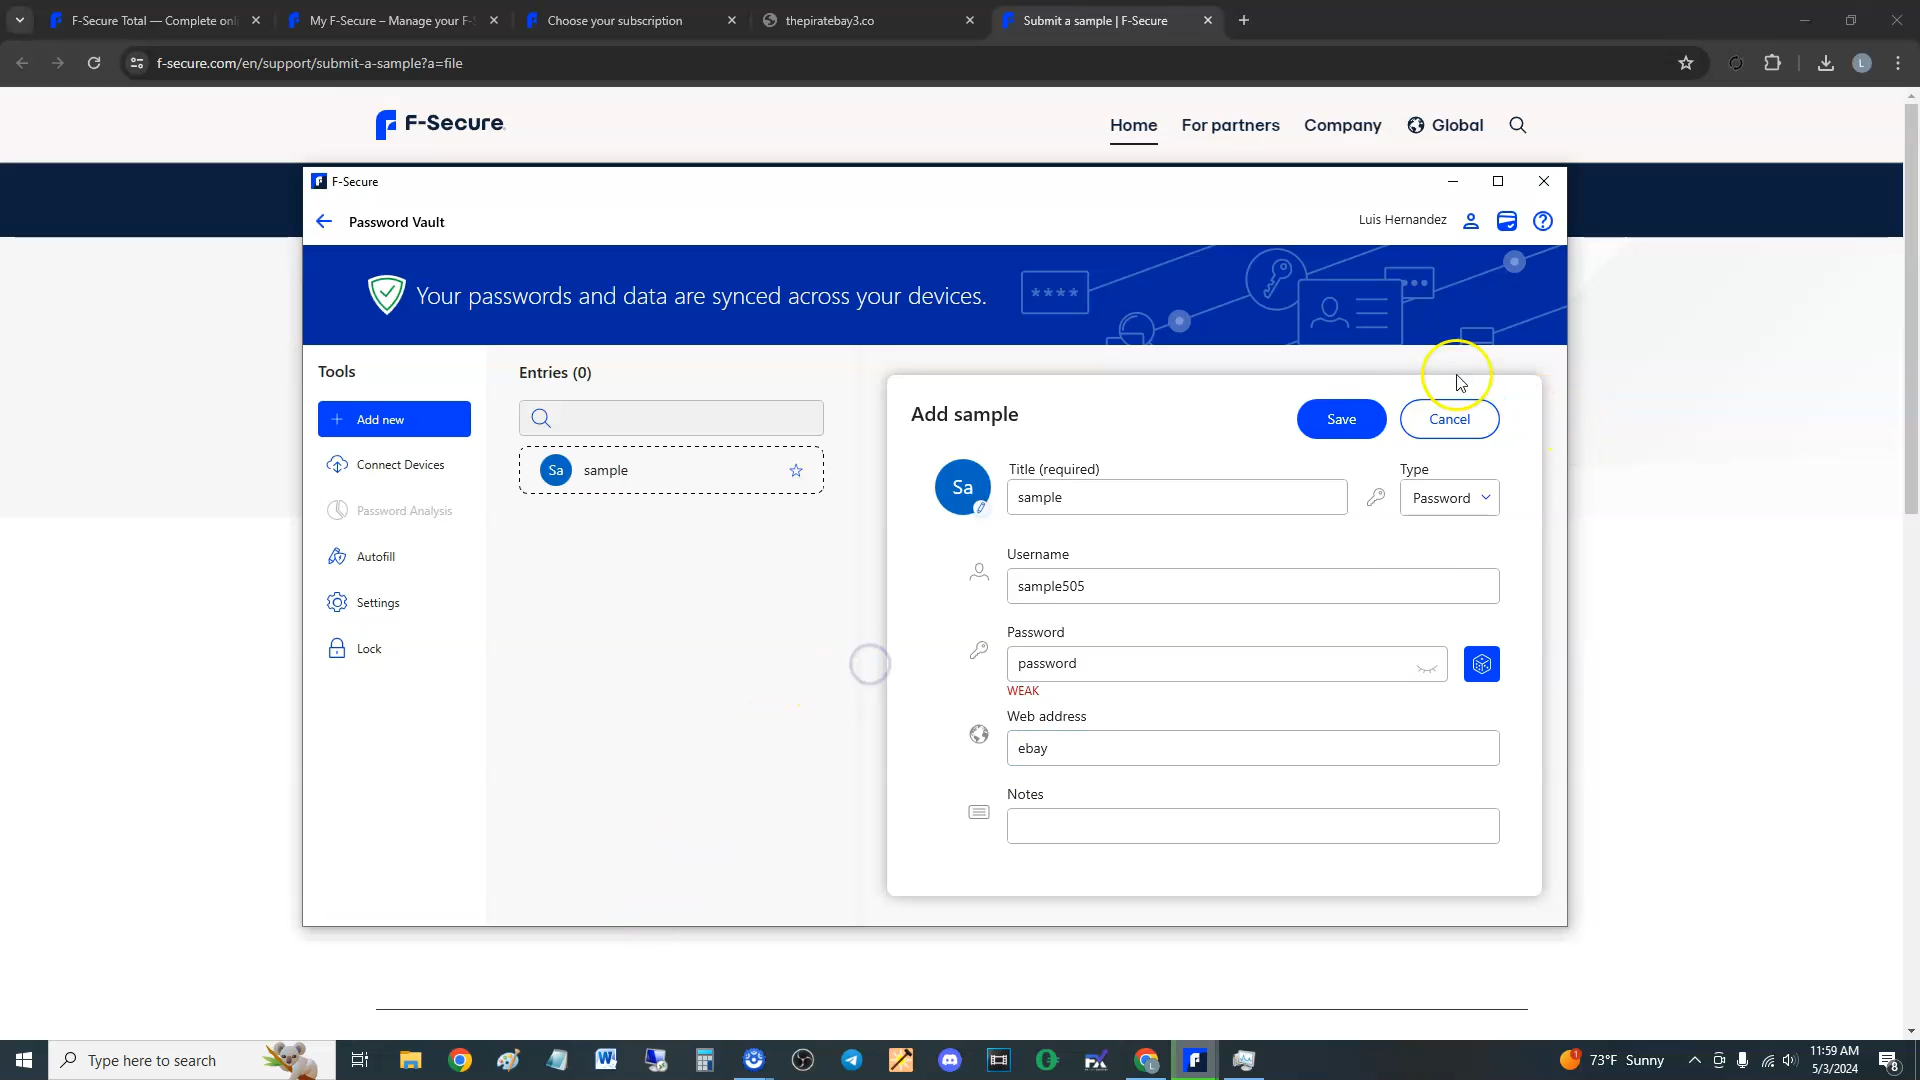 F-Secure Total — Complete onl
My F-Secure – Manage your F-S
Choose your subscription
thepiratebay3.co
Submit a sample | F-Secure
f-secure.com/en/support/submit-a-sample?a=file
L
F-Secure
Home
For partners
Company
Global
F-Secure
Password Vault
Luis Hernandez
Your passwords and data are synced across your devices.
****
Tools
Entries (0)
Add new
Add sample
Save
Cancel
Connect Devices
Sa
sample
Title (required)
Type
Sa
sample
Password
Password Analysis
Autofill
Username
sample505
Settings
Password
Lock
password
WEAK
Web address
ebay
Notes
Type here to search
1
73°F Sunny
11:59 AM
5/3/2024
8